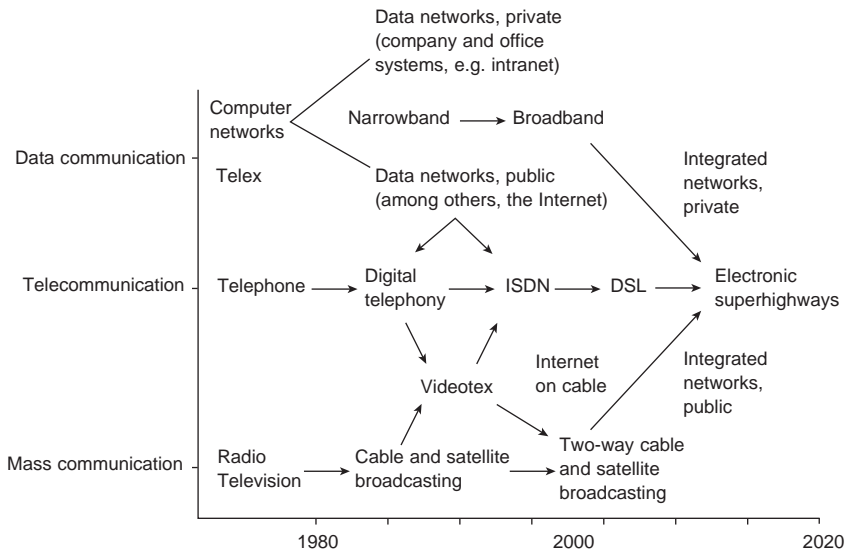 Data networks, private
(company and office
systems, e.g. intranet)
Computer
networks
Narrowband
Broadband
Data communication
Telex
Data networks, public
(among others, the Internet)
Integrated
networks,
private
Telecommunication
Telephone
Digital
telephony
ISDN
DSL
Electronic
superhighways
Videotex
Internet
on cable
Integrated
networks,
public
Mass communication
Radio
Television
Cable and satellite
broadcasting
Two-way cable
and satellite
broadcasting
1980
2000
2020